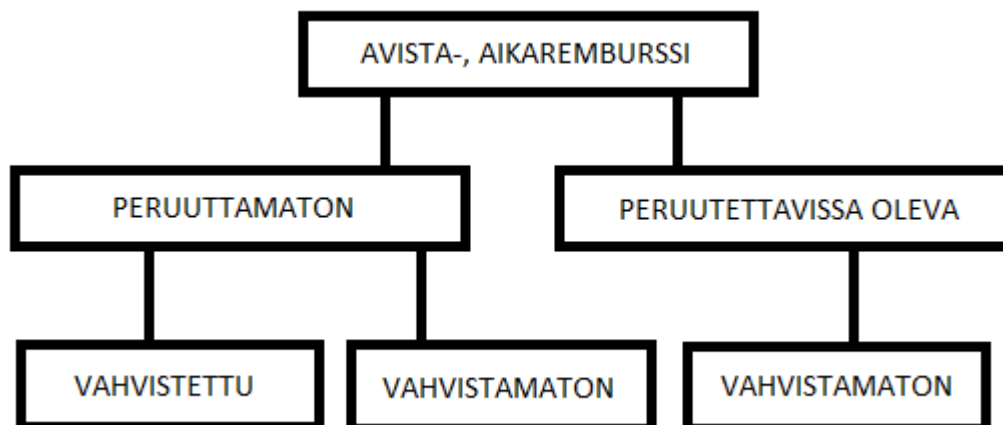 AVISTA-, AIKAREMBURSSI
PERUUTTAMATON
PERUUTETTAVISSA OLEVA
VAHVISTETTU
VAHVISTAMATON
VAHVISTAMATON